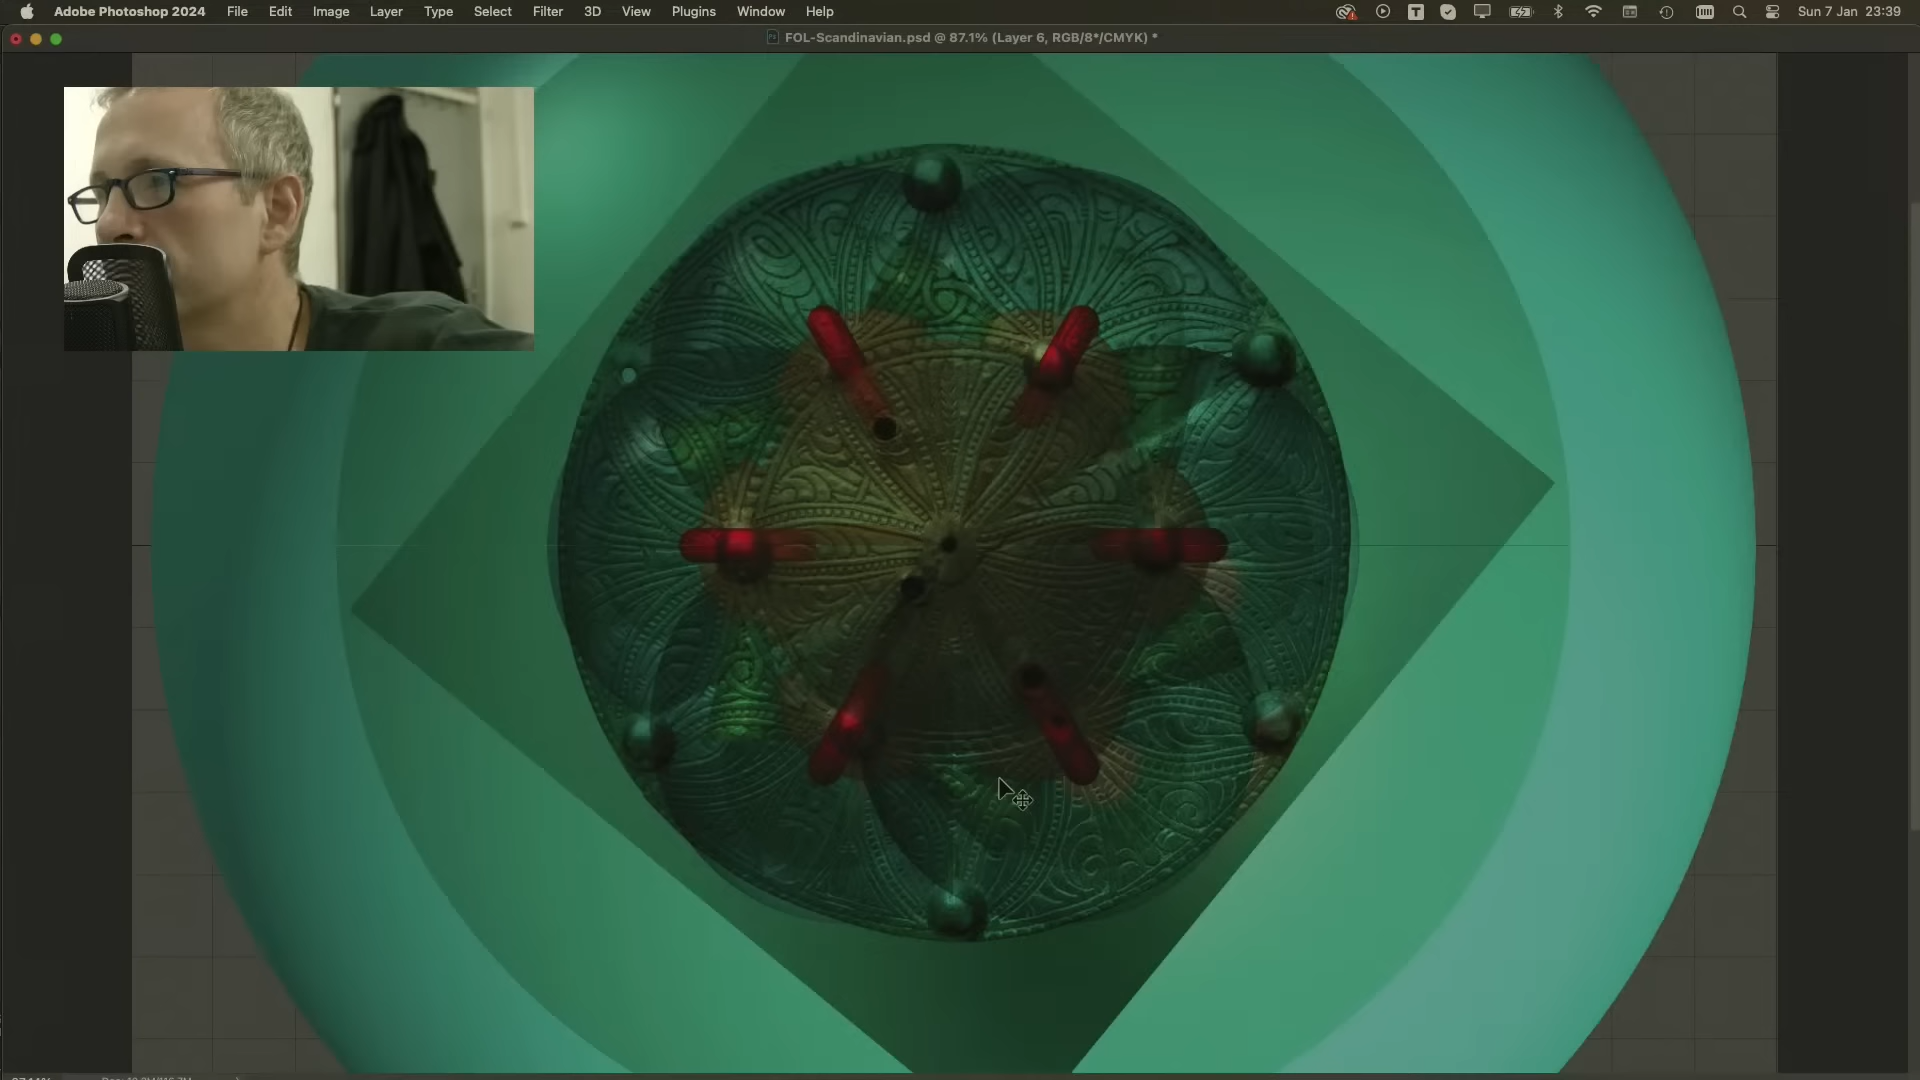 Adobe Photoshop 2024 File Edit Image Layer Type Select Filter 3D View Plugins Window Help Sun 7 Jan 23:39
FOL-Scandinavian.psd @ 87.1% (Layer 6, RGB/8*/CMYK) *